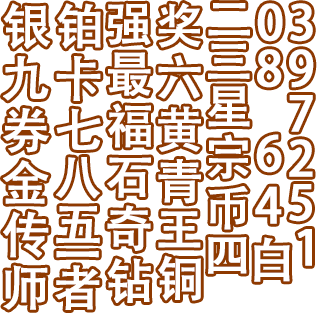 银铂强奖二03
九卡最六三89
券七福黄星7
金八石青宗62
传五奇王币45
一
师者钻铜四白1